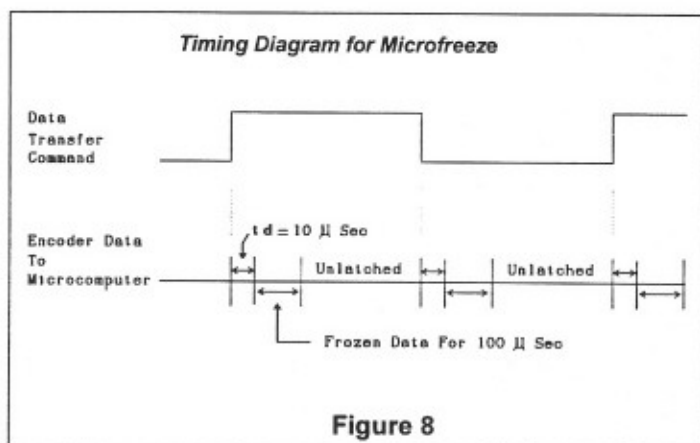 Timing Diagram for Microfreeze
Data
Transfer
Command
td = 10 µ Sec
Encoder Data
To
Microcomputer
Unlatched
Unlatched
Frozen Data For 100 µ Sec
Figure 8